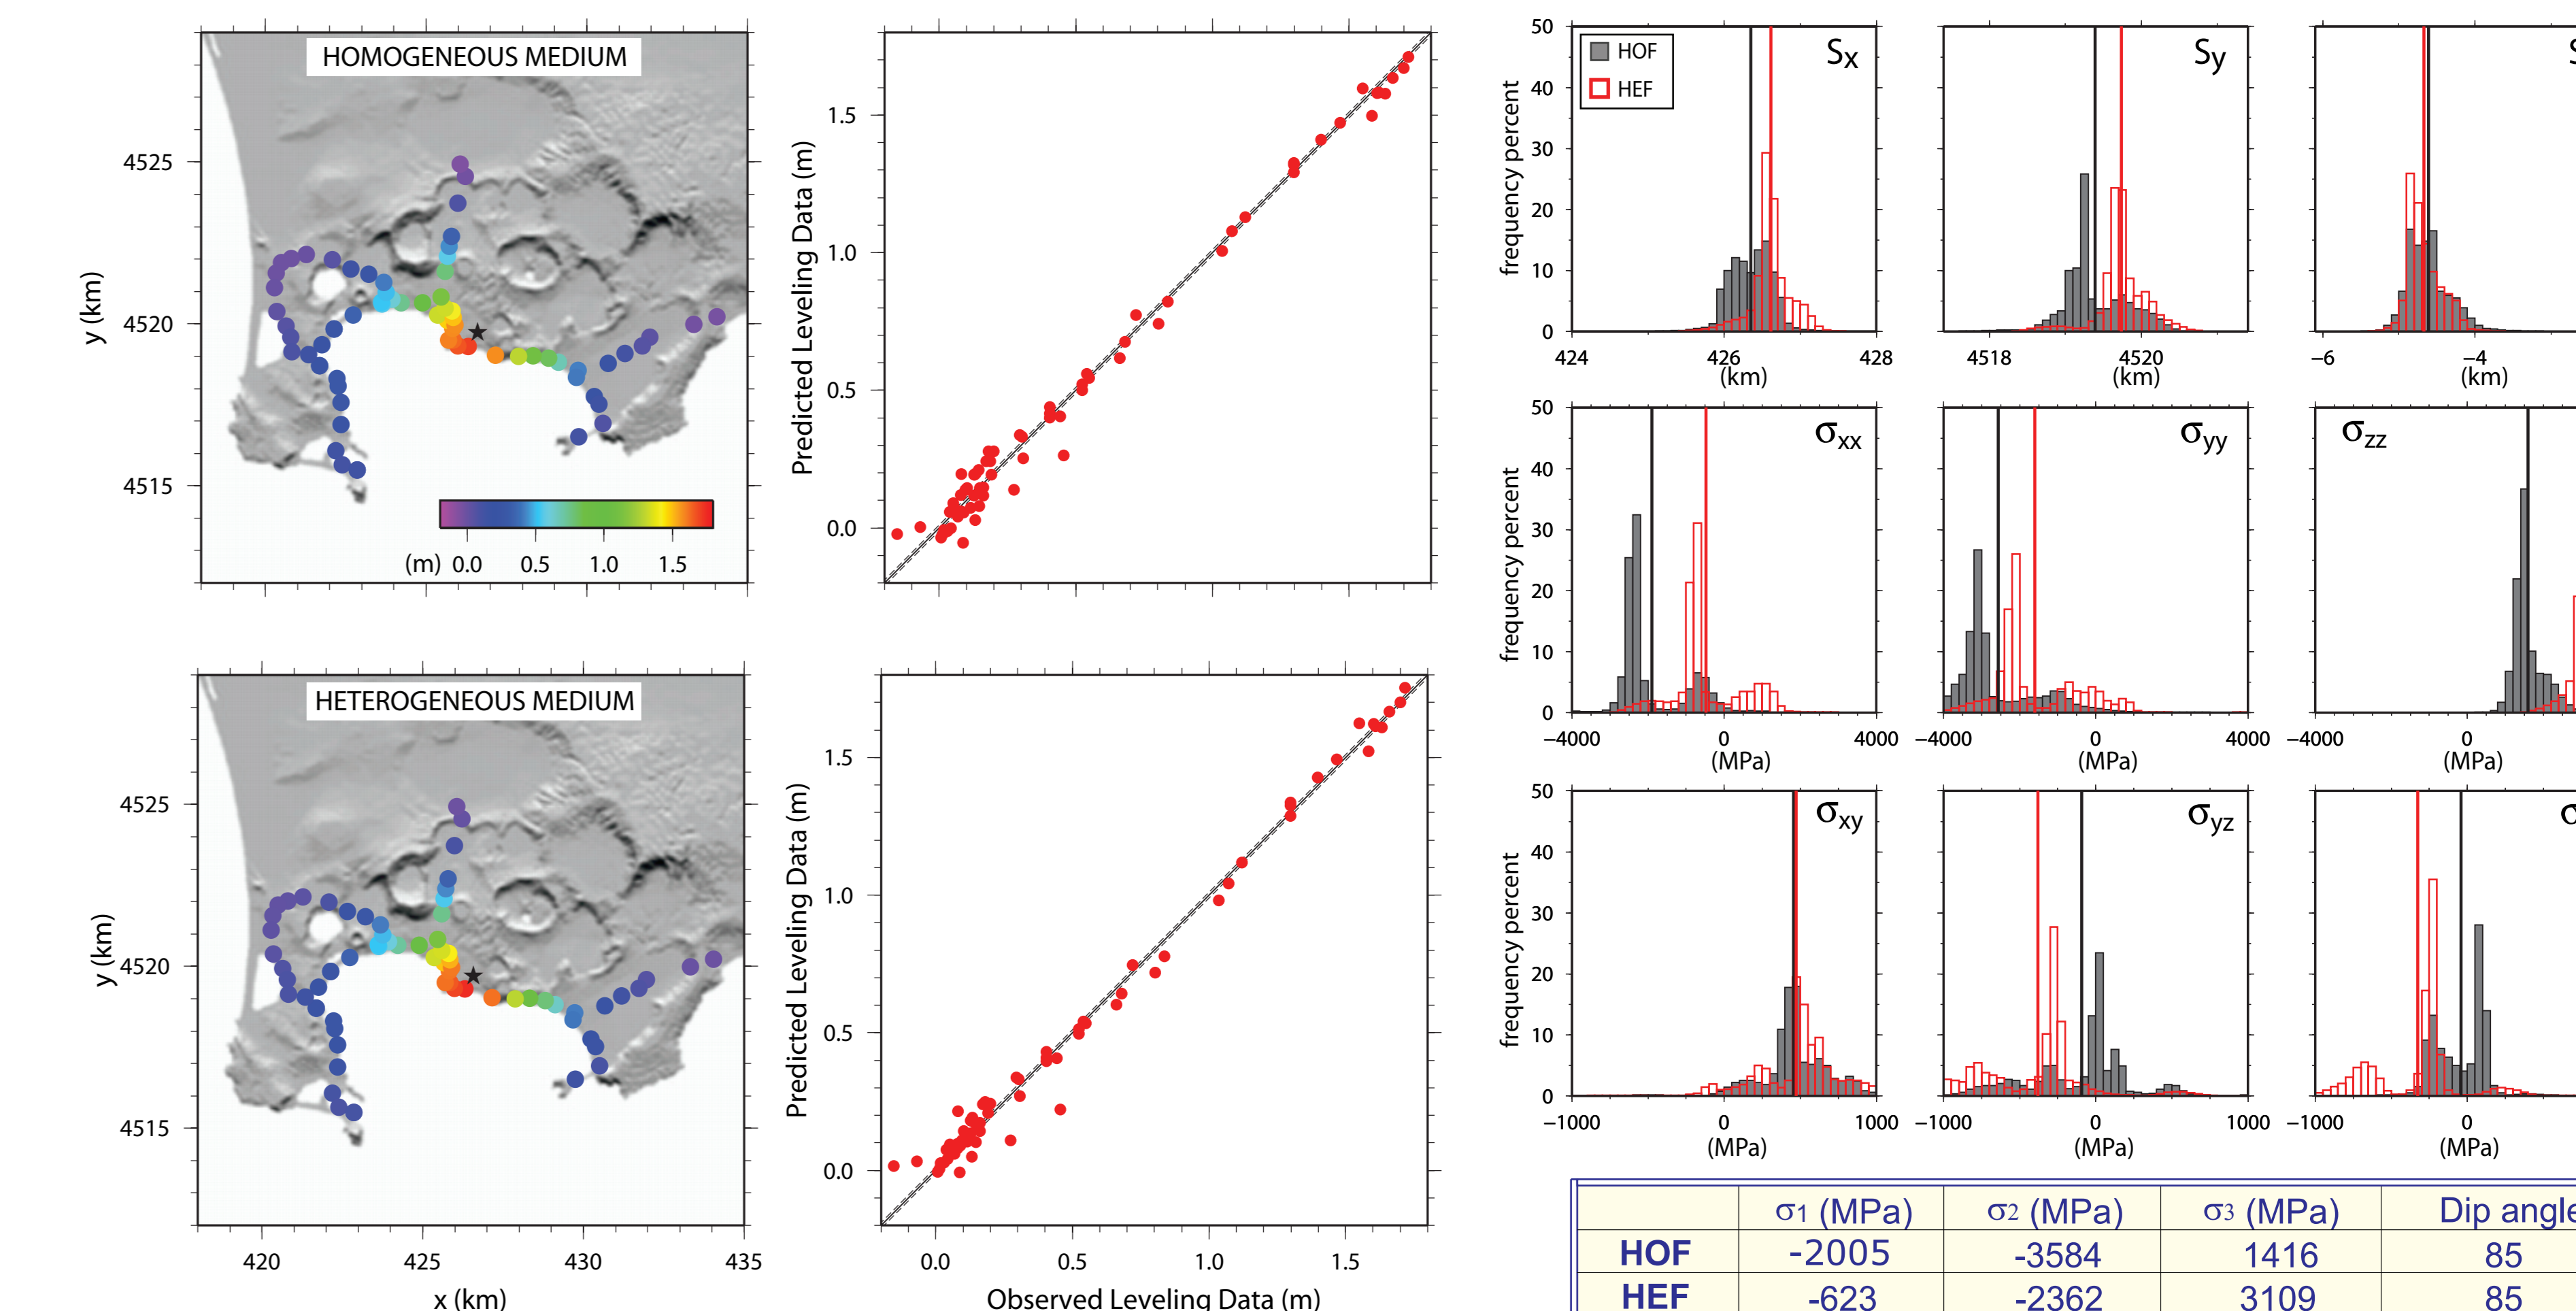 HOMOGENEOUS MEDIUM
4525
4520
4515
y (km)
(m) 0.0 0.5 1.0 1.5
Predicted Leveling Data (m)
1.5
1.0
0.5
0.0
HETEROGENEOUS MEDIUM
4525
4520
4515
y (km)
420 425 430 435
x (km)
Predicted Leveling Data (m)
1.5
1.0
0.5
0.0
0.0 0.5 1.0 1.5
Observed Leveling Data (m)
frequency percent
50
40
30
20
10
0
HOF
HEF
Sx
424 426 428
(km)
Sy
4518 4520
(km)
−6 −4
(km)
frequency percent
50
40
30
20
10
0
σxx
−4000 0 4000
(MPa)
σyy
−4000 0 4000
(MPa)
σzz
−4000 0
(MPa)
frequency percent
50
40
30
20
10
0
σxy
−1000 0 1000
(MPa)
σyz
−1000 0 1000
(MPa)
σ
−1000 0
(MPa)
σ1 (MPa) σ2 (MPa) σ3 (MPa) Dip angle
HOF -2005 -3584 1416 85
HEF -623 -2362 3109 85